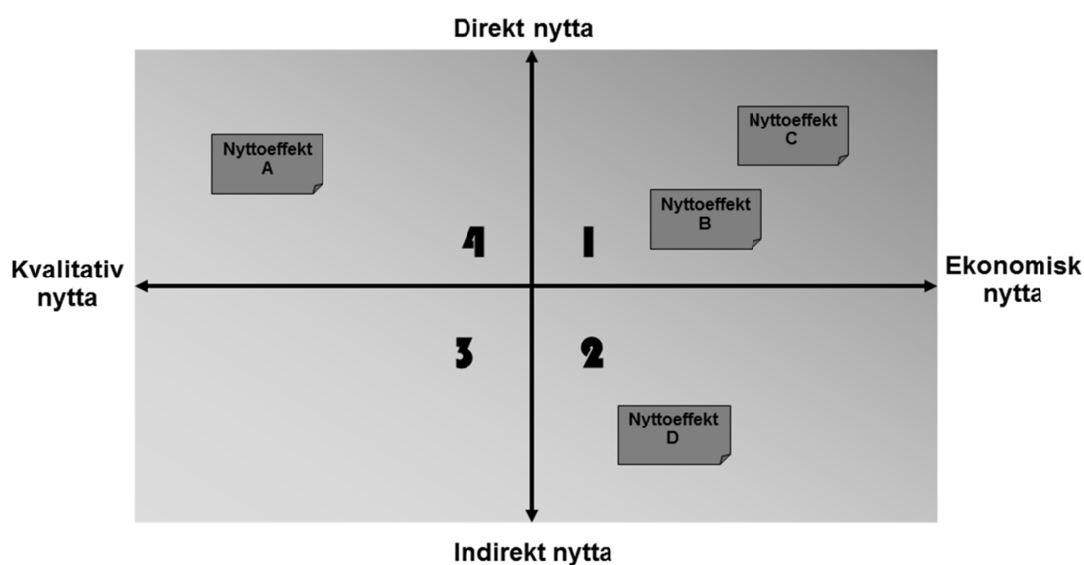 Direkt nytta
Nyttoeffekt
C
Nyttoeffekt
A
Nyttoeffekt
B
4
1
Kvalitativ
nytta
Ekonomisk
nytta
3
2
Nyttoeffekt
D
Indirekt nytta